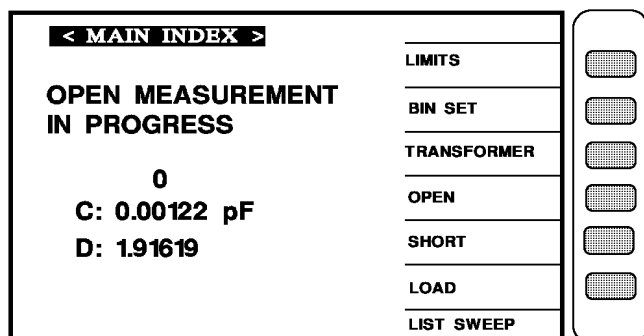 < MAIN INDEX >
OPEN MEASUREMENT
IN PROGRESS
0
C: 0.00122 pF
D: 1.91619
LIMITS
BIN SET
TRANSFORMER
OPEN
SHORT
LOAD
LIST SWEEP